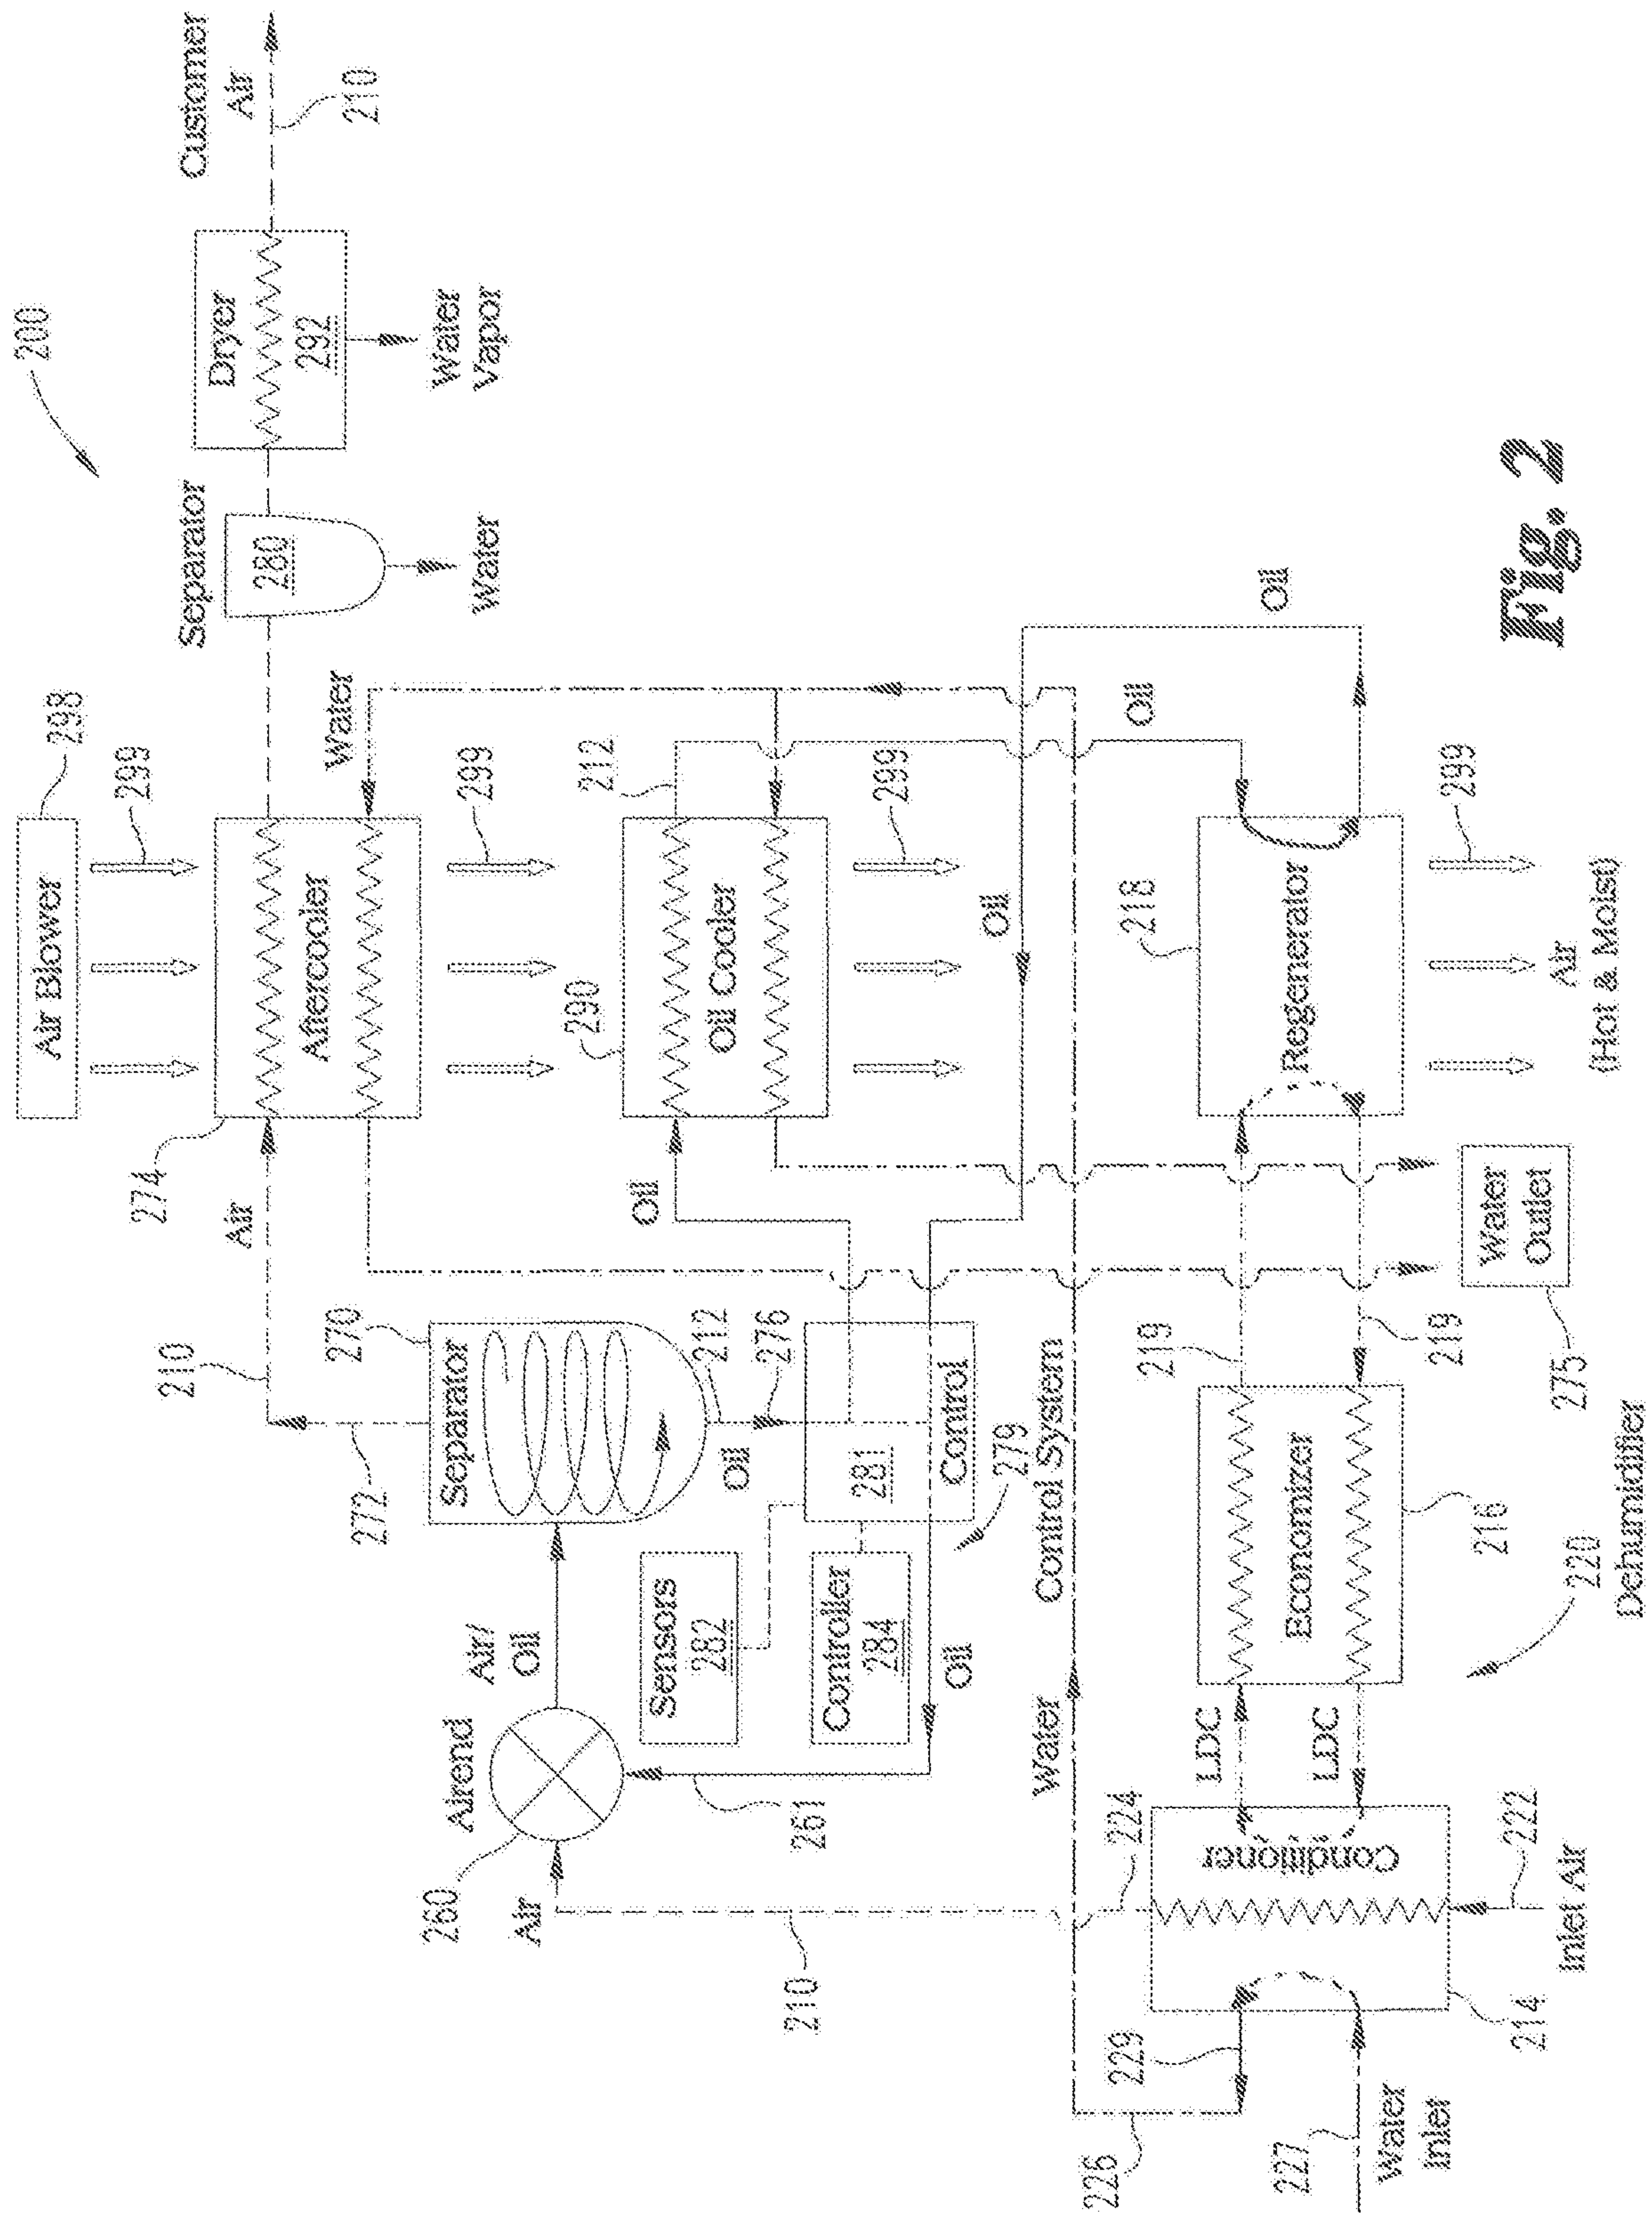 200
Air Blower
298
299
Customer
Air
210
Separator
280
Water
Dryer
292
Water
Vapor
274
Aftercooler
Water
299
Air
210
272
270
Separator
212
Oil
276
290
Oil Cooler
212
299
Oil
Oil
Airend
260
Air/
Oil
Air
261
Sensors
282
Controller
284
281
Control
279
Control System
Oil
Oil
Oil
Water
210
224
226
229
227
Water
Inlet
Conditioner
214
222
Inlet Air
LDC
LDC
Economizer
216
219
219
220
Dehumidifier
218
Regenerator
299
Air
(Hot & Moist)
Water
Outlet
275
Fig. 2